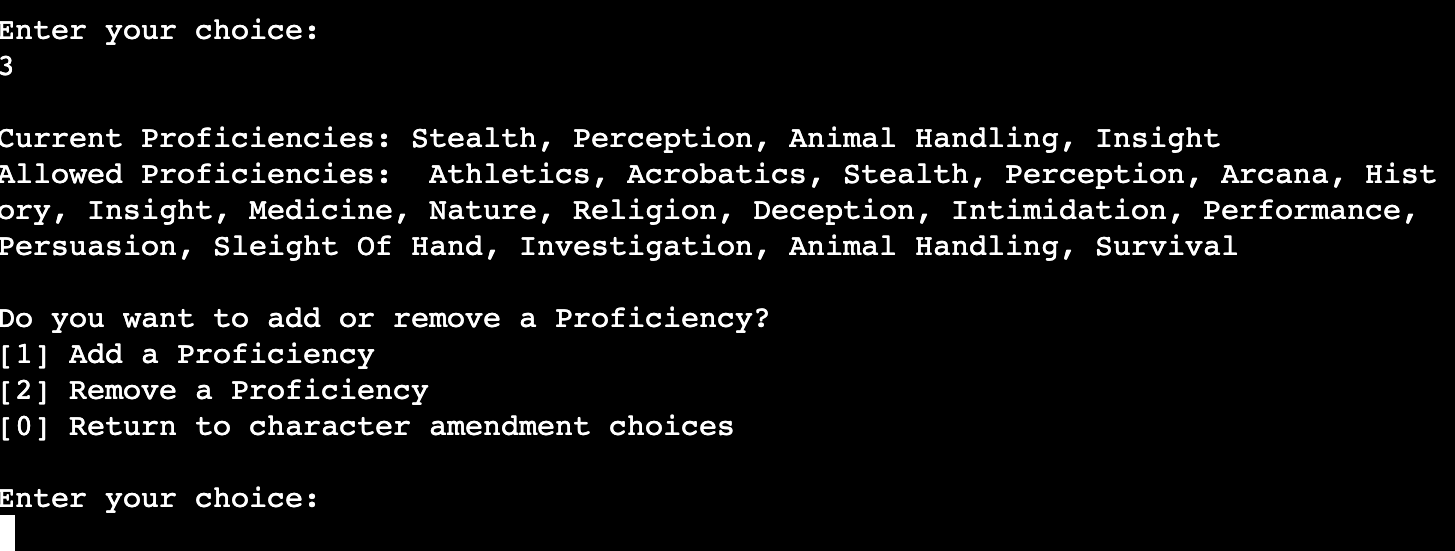 Enter your choice:
3
Current Proficiencies: Stealth, Perception, Animal Handling, Insight
Allowed Proficiencies:  Athletics, Acrobatics, Stealth, Perception, Arcana, Hist
ory, Insight, Medicine, Nature, Religion, Deception, Intimidation, Performance,
Persuasion, Sleight Of Hand, Investigation, Animal Handling, Survival
Do you want to add or remove a Proficiency?
[1] Add a Proficiency
[2] Remove a Proficiency
[0] Return to character amendment choices
Enter your choice: